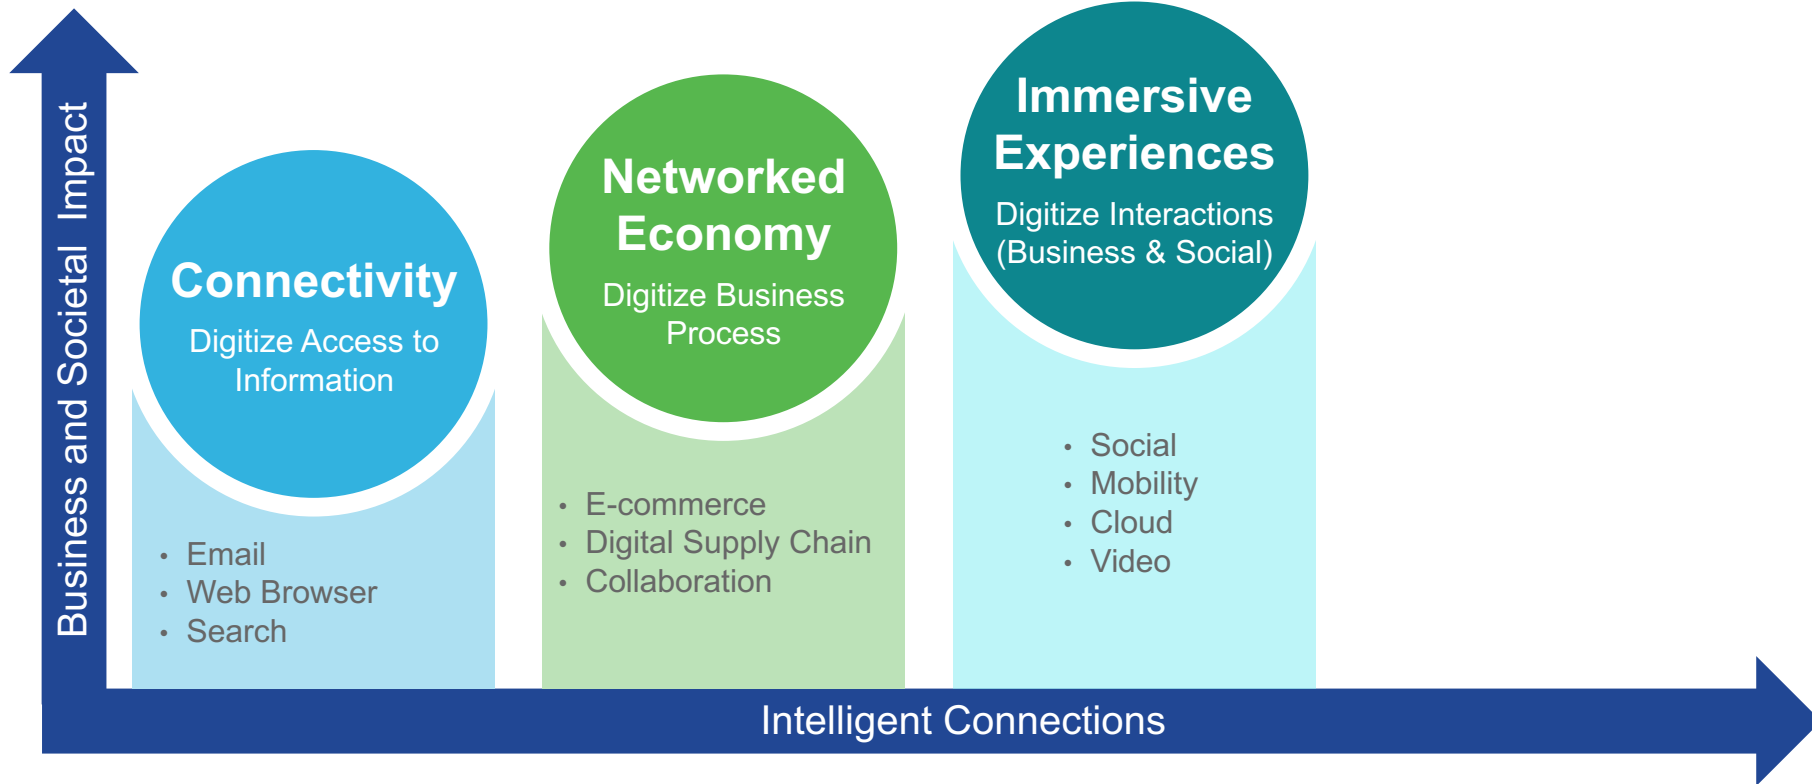 Business and Societal Impact
Connectivity
Digitize Access to
Information
• Email
• Web Browser
• Search
Networked
Economy
Digitize Business
Process
• E-commerce
• Digital Supply Chain
• Collaboration
Immersive
Experiences
Digitize Interactions
(Business & Social)
• Social
• Mobility
• Cloud
• Video
Intelligent Connections